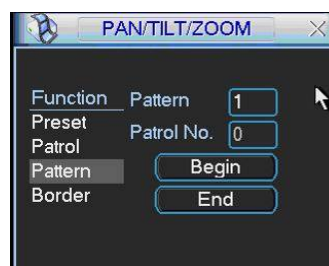 PAN/TILT/ZOOM
Function
Preset
Patrol
Pattern
Border
Pattern 1
Patrol No. 0
Begin
End